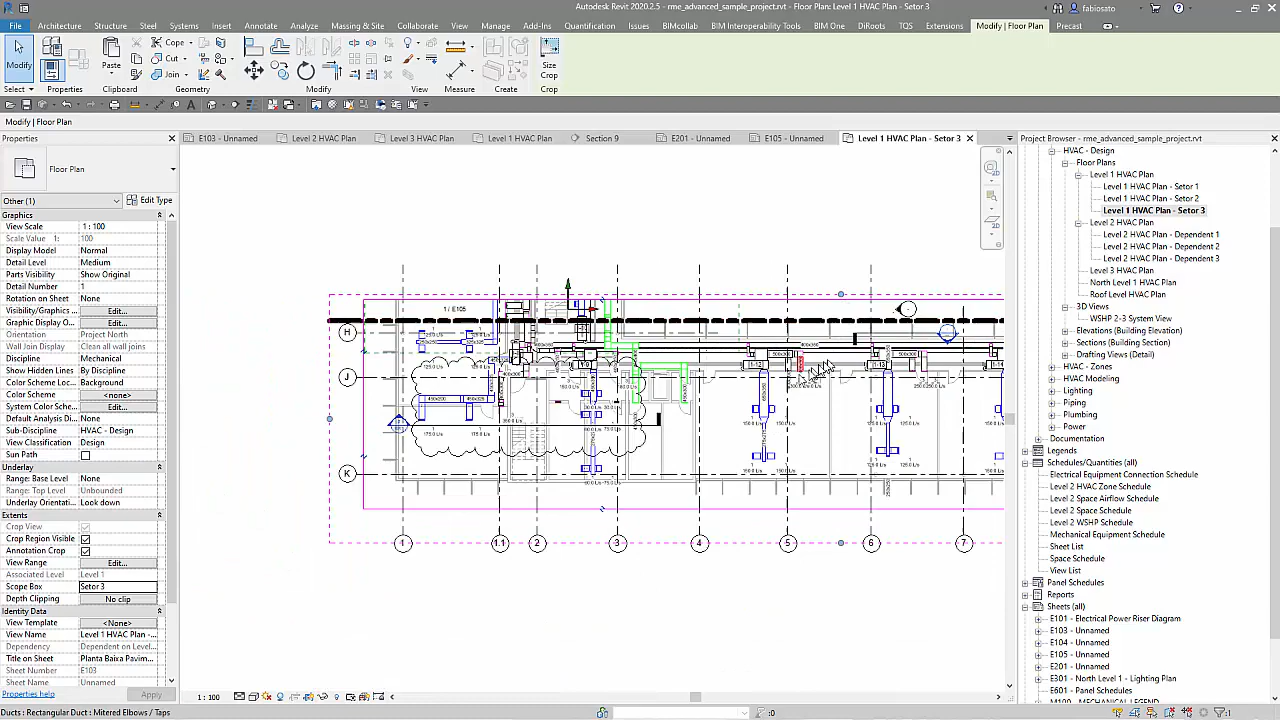 Autodesk Revit 2020.2.5 - rme_advanced_sample_project.rvt - Floor Plan: Level 1 HVAC Plan - Setor 3
fabiosato
File Architecture Structure Steel Systems Insert Annotate Analyze Massing & Site Collaborate View Manage Add-Ins Quantification Issues BIMcollab BIM Interoperability Tools BIM One DiRoots TQS Extensions Modify | Floor Plan Precast
Modify Paste Cope Cut Join Size Crop
Select Properties Clipboard Geometry Modify View Measure Create Crop
Modify | Floor Plan
Properties
E103 - Unnamed Level 2 HVAC Plan Level 3 HVAC Plan Level 1 HVAC Plan Section 9 E201 - Unnamed E105 - Unnamed Level 1 HVAC Plan - Setor 3
Floor Plan
Other (1) Edit Type
Graphics
View Scale 1 : 100
Scale Value 1: 100
Display Model Normal
Detail Level Medium
Parts Visibility Show Original
Detail Number 1
Rotation on Sheet None
Visibility/Graphics ... Edit...
Graphic Display O... Edit...
Orientation Project North
Wall Join Display Clean all wall joins
Discipline Mechanical
Show Hidden Lines By Discipline
Color Scheme Loc... Background
Color Scheme <none>
System Color Sche... Edit...
Default Analysis Di... None
Sub-Discipline HVAC - Design
View Classification Design
Sun Path
Underlay
Range: Base Level None
Range: Top Level Unbounded
Underlay Orientati... Look down
Extents
Crop View
Crop Region Visible
Annotation Crop
View Range Edit...
Associated Level Level 1
Scope Box Setor 3
Depth Clipping No clip
Identity Data
View Template <None>
View Name Level 1 HVAC Plan -...
Dependency Dependent on Level...
Title on Sheet Planta Baixa Pavim...
Sheet Number E103
Sheet Name Unnamed
Properties help Apply
1 / E105
H
J
K
1 1.1 2 3 4 5 6 7
1 : 100
Ducts : Rectangular Duct : Mitered Elbows / Taps
:0
:1
Project Browser - rme_advanced_sample_project.rvt
HVAC - Design
Floor Plans
Level 1 HVAC Plan
Level 1 HVAC Plan - Setor 1
Level 1 HVAC Plan - Setor 2
Level 1 HVAC Plan - Setor 3
Level 2 HVAC Plan
Level 2 HVAC Plan - Dependent 1
Level 2 HVAC Plan - Dependent 2
Level 2 HVAC Plan - Dependent 3
Level 3 HVAC Plan
North Level 1 HVAC Plan
Roof Level HVAC Plan
3D Views
WSHP 2-3 System View
Elevations (Building Elevation)
Sections (Building Section)
Drafting Views (Detail)
HVAC - Zones
HVAC Modeling
Lighting
Piping
Plumbing
Power
Documentation
Legends
Schedules/Quantities (all)
Electrical Equipment Connection Schedule
Level 2 HVAC Zone Schedule
Level 2 Space Airflow Schedule
Level 2 WSHP Schedule
Mechanical Equipment Schedule
Sheet List
Space Schedule
View List
Panel Schedules
Reports
Sheets (all)
E101 - Electrical Power Riser Diagram
E103 - Unnamed
E104 - Unnamed
E105 - Unnamed
E201 - Unnamed
E301 - North Level 1 - Lighting Plan
E601 - Panel Schedules
M001 - MECHANICAL LEGEND